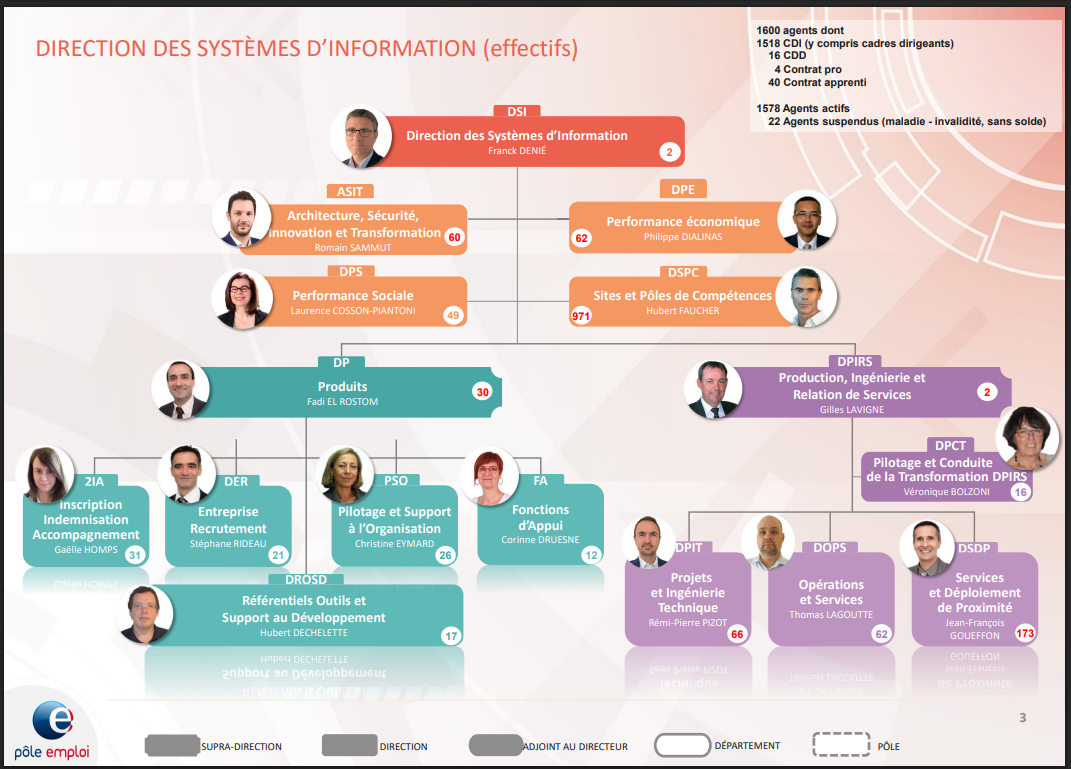 DIRECTION DES SYSTÈMES D’INFORMATION (effectifs)
1600 agents dont
1518 CDI (y compris cadres dirigeants)
16 CDD
4 Contrat pro
40 Contrat apprenti
1578 Agents actifs
22 Agents suspendus (maladie - invalidité, sans solde)
DSI
Direction des Systèmes d’Information
Franck DENIÉ
2
ASIT
Architecture, Sécurité,
Innovation et Transformation
Romain SAMMUT
60
DPE
Performance économique
Philippe DIALINAS
62
DPS
Performance Sociale
Laurence COSSON-PIANTONI
49
DSPC
Sites et Pôles de Compétences
Hubert FAUCHER
971
DP
Produits
Fadi EL ROSTOM
30
DPIRS
Production, Ingénierie et
Relation de Services
Gilles LAVIGNE
2
DPCT
Pilotage et Conduite
de la Transformation DPIRS
Véronique BOLZONI
16
2IA
Inscription
Indemnisation
Accompagnement
Gaëlle HOMPS
31
DER
Entreprise
Recrutement
Stéphane RIDEAU
21
PSO
Pilotage et Support
à l’Organisation
Christine EYMARD
26
FA
Fonctions
d’Appui
Corinne DRUESNE
12
DROSD
Référentiels Outils et
Support au Développement
Hubert DECHELETTE
17
DPIT
Projets
et Ingénierie
Technique
Rémi-Pierre PIZOT
66
DOPS
Opérations
et Services
Thomas LAGOUTTE
62
DSDP
Services
et Déploiement
de Proximité
Jean-François
GOUEFFON
173
3
pôle emploi
SUPRA-DIRECTION
DIRECTION
ADJOINT AU DIRECTEUR
DÉPARTEMENT
PÔLE